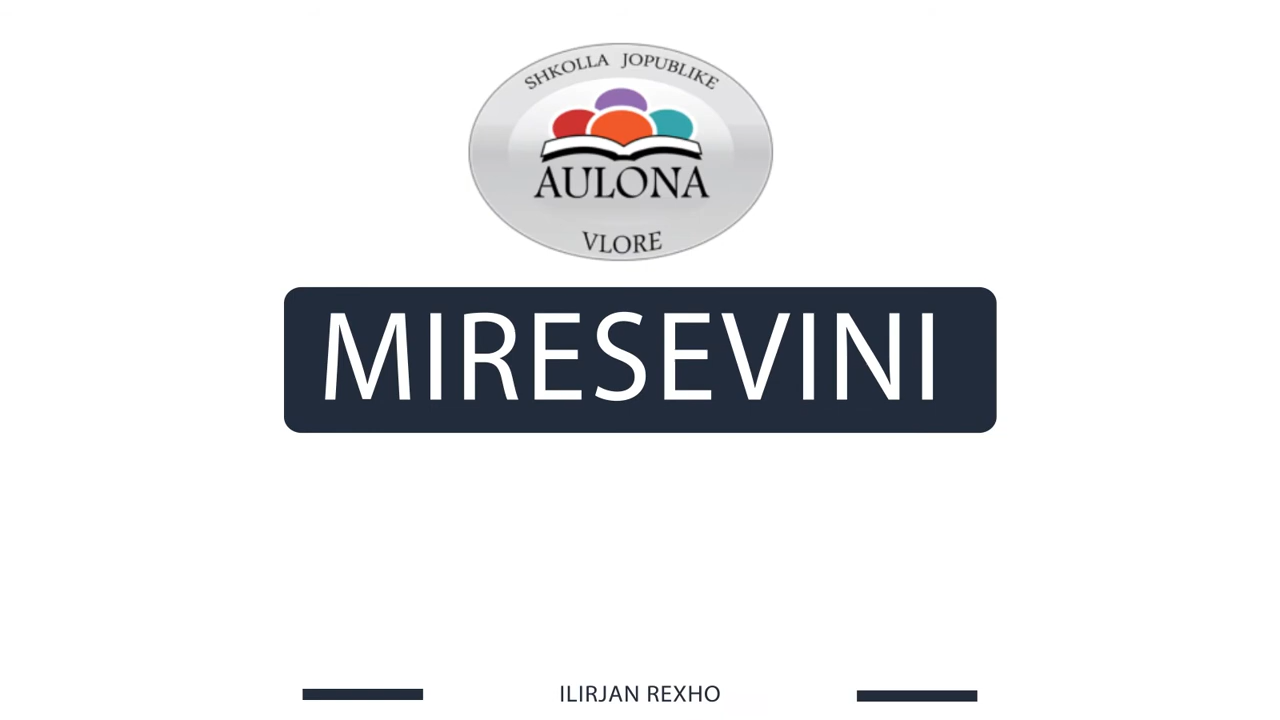 SHKOLLA JOPUBLIKE
AULONA
VLORE
MIRESEVINI
ILIRJAN REXHO